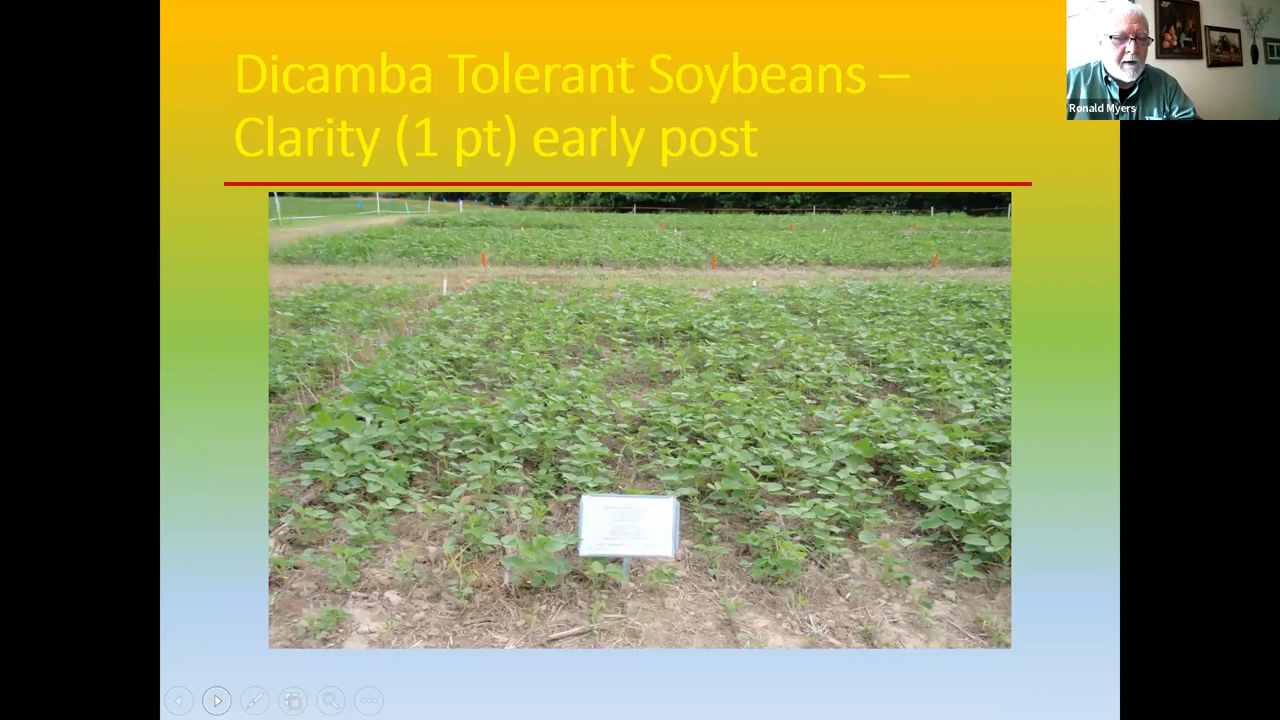 Dicamba Tolerant Soybeans –
Clarity (1 pt) early post
Ronald Myers